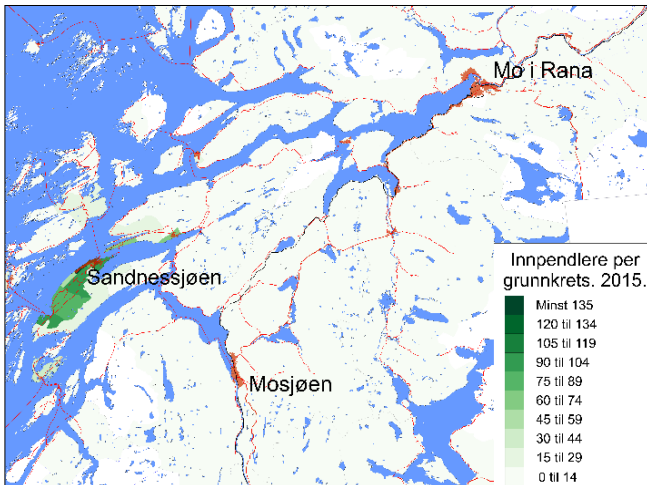 Mo i Rana
Sandnessjøen
Mosjøen
Innpendlere per
grunnkrets. 2015.
Minst 135
120 til 134
105 til 119
90 til 104
75 til 89
60 til 74
45 til 59
30 til 44
15 til 29
0 til 14